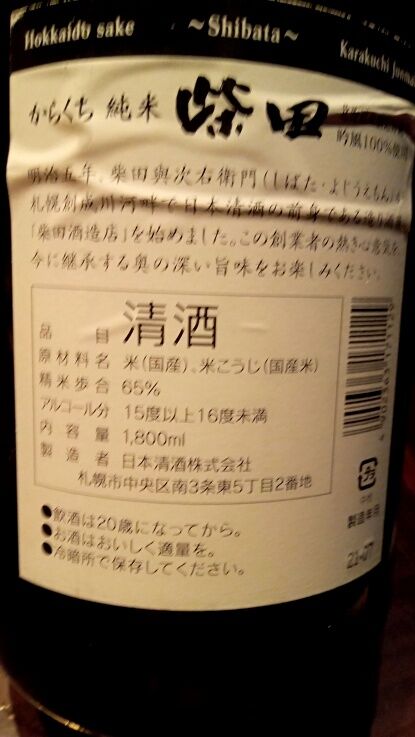 Hokkaido sake ～Shibata～ Karakuchi
からくち 純米 柴田
吟風100%使用
明治五年、柴田與次右衛門(しばた・よじうえもん)が
札幌創成川河畔で日本清酒の前身である造り酒屋
「柴田酒造店」を始めました。この創業者の熱き心意気を
今に継承する奥の深い旨味をお楽しみください。
品目 清酒
原材料名 米(国産)、米こうじ(国産米)
精米歩合 65%
アルコール分 15度以上16度未満
内容量 1,800ml
製造者 日本清酒株式会社
札幌市中央区南3条東5丁目2番地
4 902363 171129
製造年月
21-07
●飲酒は20歳になってから。
●お酒はおいしく適量を。
●冷暗所で保存してください。